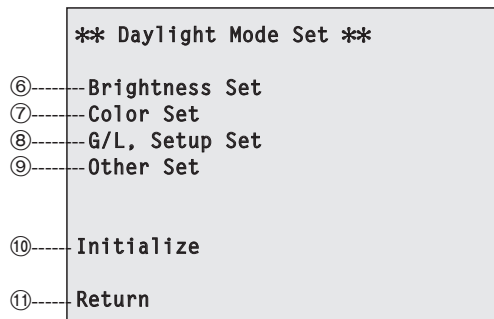 ** Daylight Mode Set **
⑥------Brightness Set
⑦------Color Set
⑧------G/L, Setup Set
⑨------Other Set
⑩-----Initialize
⑪-----Return